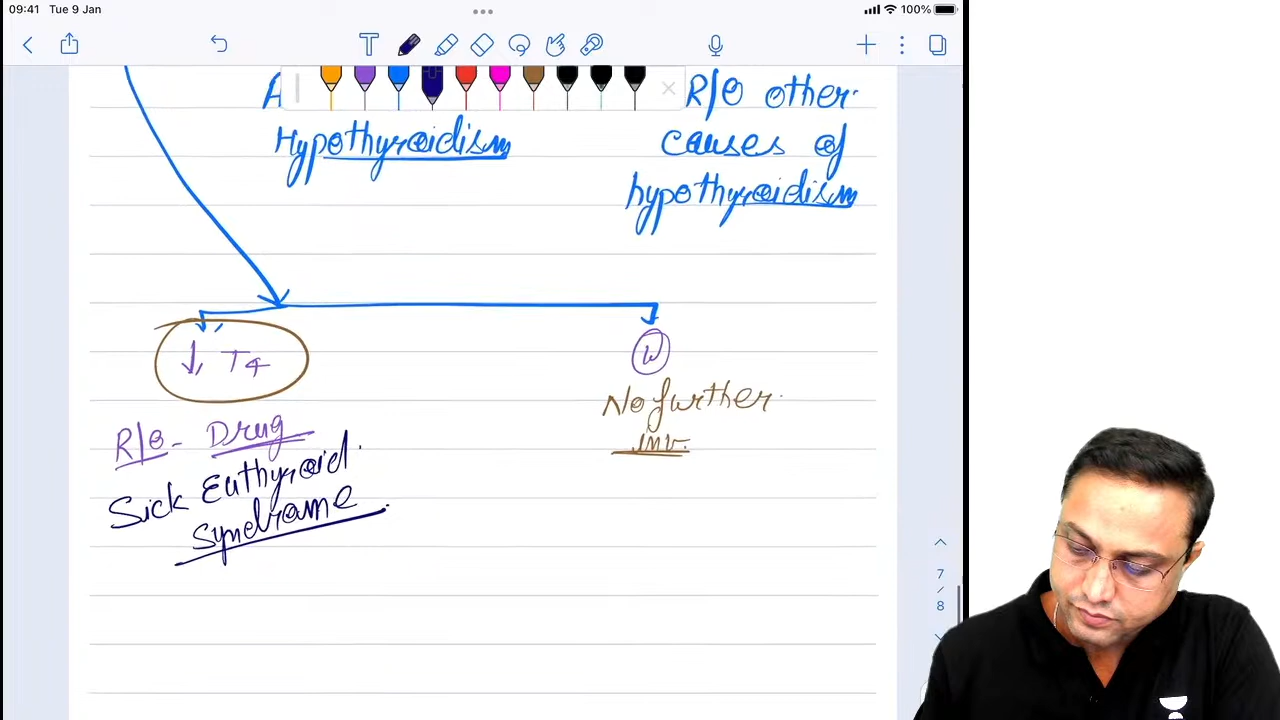 09:41 Tue 9 Jan
100%
T
A
Hypothyroidism
R/O other
causes of
hypothyroidism
↓ T4
N
R/O - Drug
Sick Euthyroid
Syndrome
No further
Inv.
7
/
8